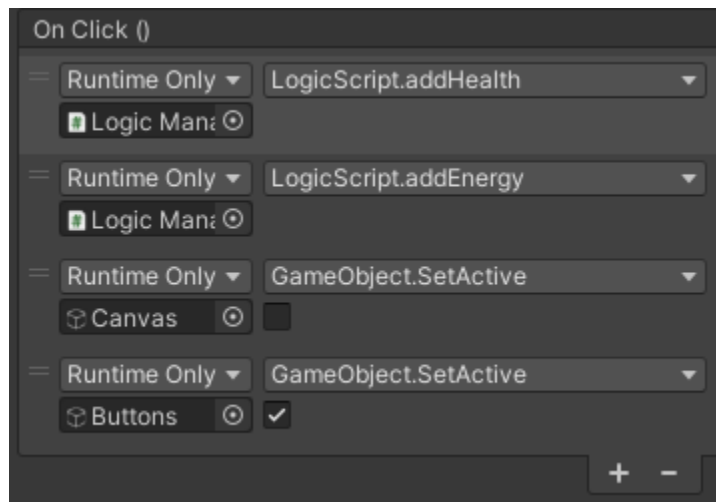 On Click ()
Runtime Only LogicScript.addHealth
Logic Mana
Runtime Only LogicScript.addEnergy
Logic Mana
Runtime Only GameObject.SetActive
Canvas
Runtime Only GameObject.SetActive
Buttons